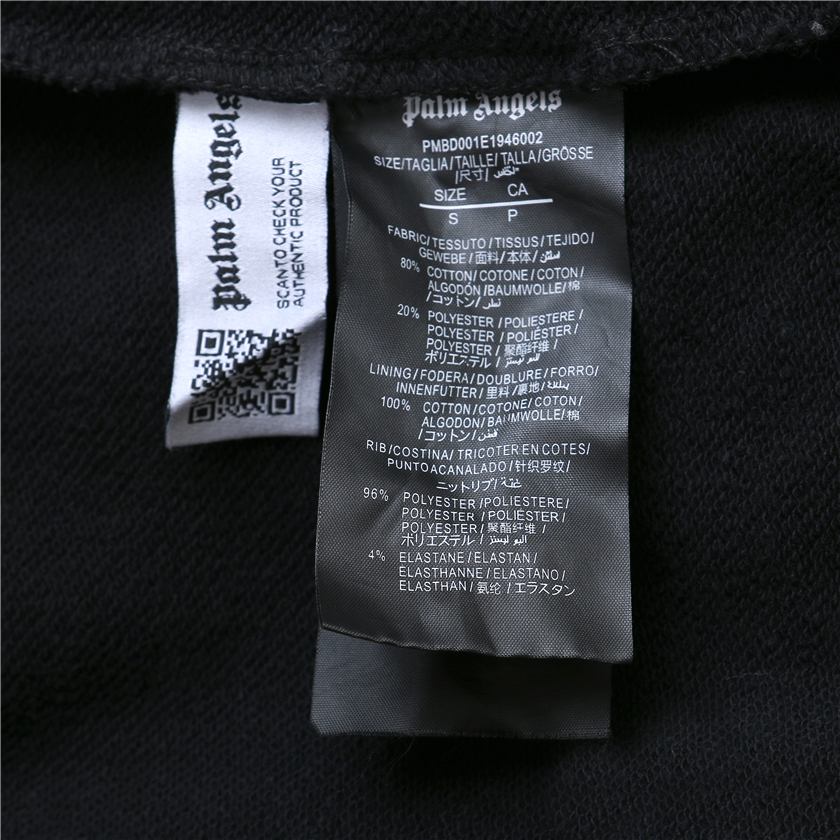 Palm Angels
SCAN TO CHECK YOUR
AUTHENTIC PRODUCT
Palm Angels
PMBD001E1946002
SIZE/TAGLIA/TAILLE/TALLA/GRÖSSE
/尺寸/
SIZE CA
S P
FABRIC/TESSUTO/TISSUS/TEJIDO/
GEWEBE/面料/本体/
80% COTTON/COTONE/COTON/
ALGODÓN/BAUMWOLLE/棉
/コットン/قطن
20% POLYESTER/POLIESTERE/
POLYESTER/POLIÉSTER/
POLYESTER/聚酯纤维/
ポリエステル/
LINING/FODERA/DOUBLURE/FORRO/
INNENFUTTER/里料/裏地/
100% COTTON/COTONE/COTON/
ALGODON/BAUMWOLLE/棉
/コットン/قطن
RIB/COSTINA/TRICOTER EN COTES/
PUNTO ACANALADO/针织罗纹/
ニットリブ/
96% POLYESTER/POLIESTERE/
POLYESTER/POLIÉSTER/
POLYESTER/聚酯纤维/
ポリエステル/
4% ELASTANE/ELASTAN/
ÉLASTHANNE/ELASTANO/
ELASTHAN/氨纶/エラスタン